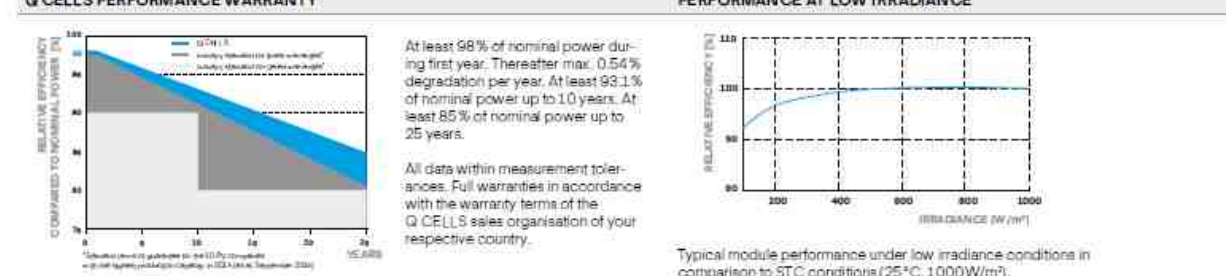 Q CELLS PERFORMANCE WARRANTY
RELATIVE EFFICIENCY
COMPARED TO NOMINAL POWER [%]
100
Q CELLS
YEARS
At least 98% of nominal power dur-
ing first year. Thereafter max. 0.54%
degradation per year. At least 93.1%
of nominal power up to 10 years. At
least 85% of nominal power up to
25 years.
All data within measurement toler-
ances. Full warranties in accordance
with the warranty terms of the
Q CELLS sales organisation of your
respective country.
PERFORMANCE AT LOW IRRADIANCE
RELATIVE EFFICIENCY [%]
110
100
90
80
200 400 600 800 1000
IRRADIANCE [W/m²]
Typical module performance under low irradiance conditions in
comparison to STC conditions (25°C, 1000W/m²).